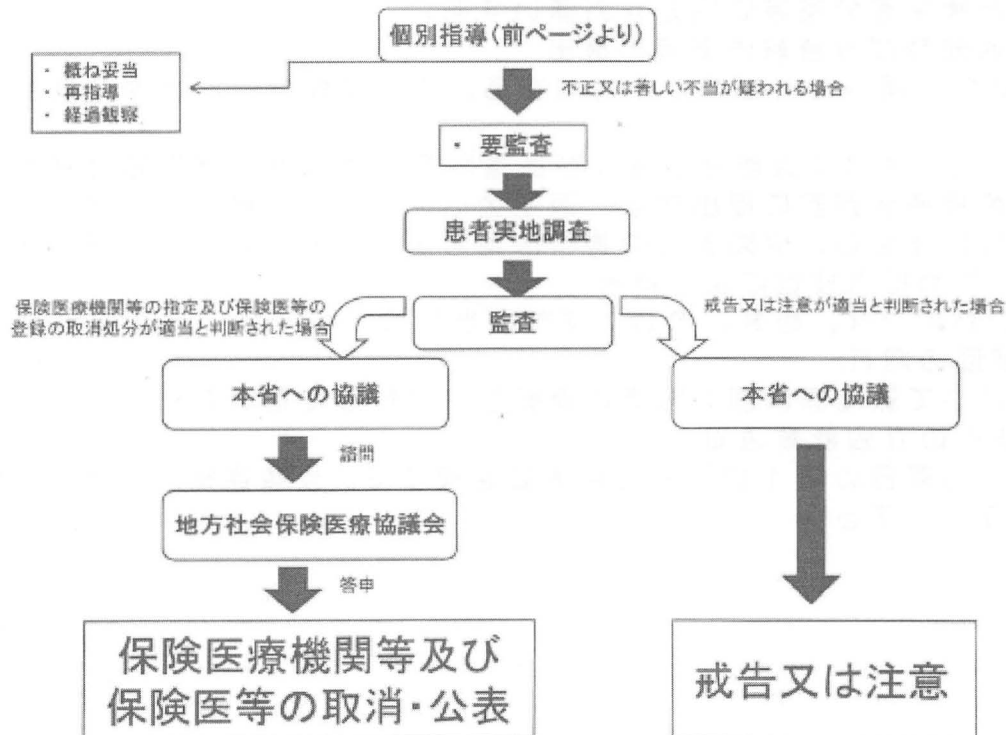 個別指導(前ページより)
・ 概ね妥当
・ 再指導
・ 経過観察
不正又は著しい不当が疑われる場合
・ 要監査
患者実地調査
保険医療機関等の指定及び保険医等の
登録の取消処分が適当と判断された場合
監査
戒告又は注意が適当と判断された場合
本省への協議
本省への協議
諮問
地方社会保険医療協議会
答申
保険医療機関等及び
保険医等の取消・公表
戒告又は注意